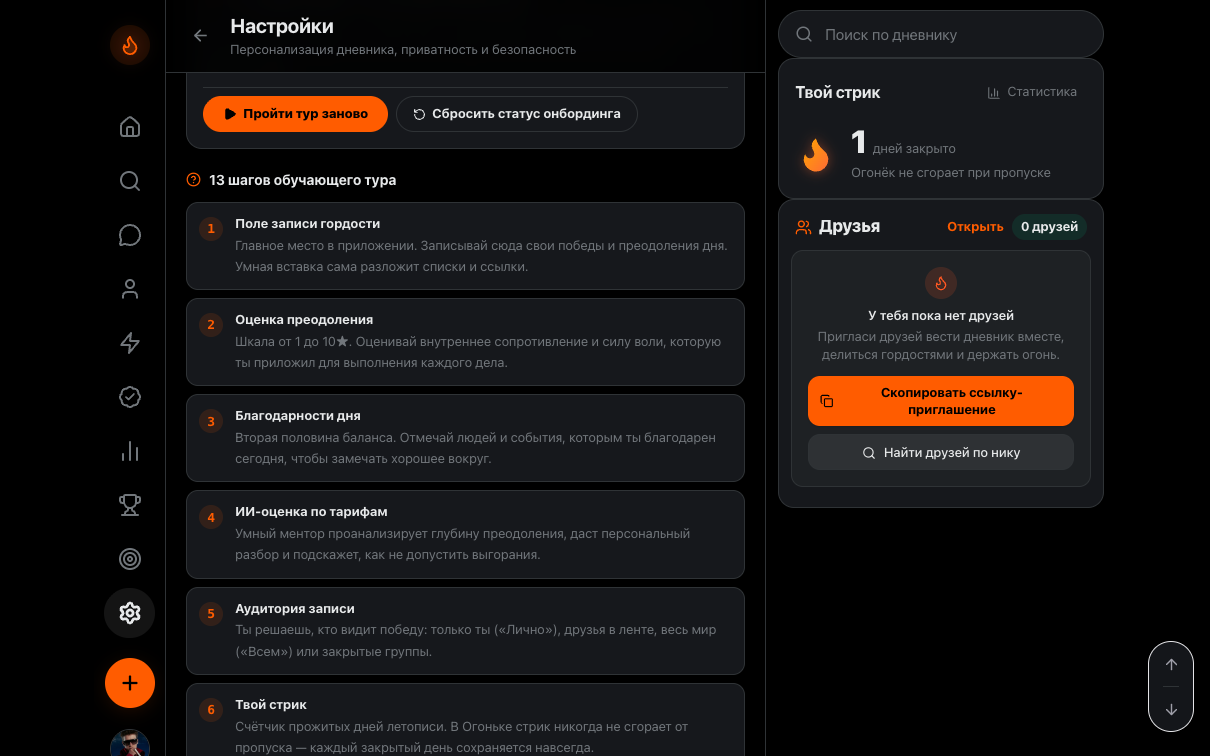 Настройки
Персонализация дневника, приватность и безопасность
Пройти тур заново
Сбросить статус онбординга
13 шагов обучающего тура
1
Поле записи гордости
Главное место в приложении. Записывай сюда свои победы и преодоления дня.
Умная вставка сама разложит списки и ссылки.
2
Оценка преодоления
Шкала от 1 до 10★. Оценивай внутреннее сопротивление и силу воли, которую
ты приложил для выполнения каждого дела.
3
Благодарности дня
Вторая половина баланса. Отмечай людей и события, которым ты благодарен
сегодня, чтобы замечать хорошее вокруг.
4
ИИ-оценка по тарифам
Умный ментор проанализирует глубину преодоления, даст персональный
разбор и подскажет, как не допустить выгорания.
5
Аудитория записи
Ты решаешь, кто видит победу: только ты («Лично»), друзья в ленте, весь мир
(«Всем») или закрытые группы.
6
Твой стрик
Счётчик прожитых дней летописи. В Огоньке стрик никогда не сгорает от
пропуска — каждый закрытый день сохраняется навсегда.
Поиск по дневнику
Твой стрик
Статистика
1 дней закрыто
Огонёк не сгорает при пропуске
Друзья
Открыть
0 друзей
У тебя пока нет друзей
Пригласи друзей вести дневник вместе,
делиться гордостями и держать огонь.
Скопировать ссылку-
приглашение
Найти друзей по нику